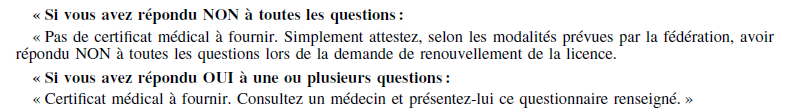 « Si vous avez répondu NON à toutes les questions :
« Pas de certificat médical à fournir. Simplement attestez, selon les modalités prévues par la fédération, avoir
répondu NON à toutes les questions lors de la demande de renouvellement de la licence.
« Si vous avez répondu OUI à une ou plusieurs questions :
« Certificat médical à fournir. Consultez un médecin et présentez-lui ce questionnaire renseigné. »